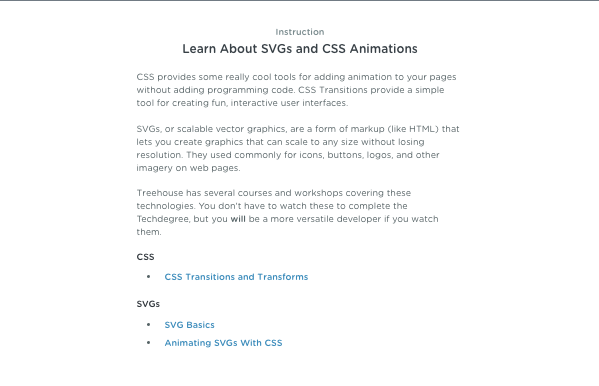 Instruction
Learn About SVGs and CSS Animations
CSS provides some really cool tools for adding animation to your pages
without adding programming code. CSS Transitions provide a simple
tool for creating fun, interactive user interfaces.
SVGs, or scalable vector graphics, are a form of markup (like HTML) that
lets you create graphics that can scale to any size without losing
resolution. They used commonly for icons, buttons, logos, and other
imagery on web pages.
Treehouse has several courses and workshops covering these
technologies. You don't have to watch these to complete the
Techdegree, but you will be a more versatile developer if you watch
them.
CSS
• CSS Transitions and Transforms
SVGs
• SVG Basics
• Animating SVGs With CSS